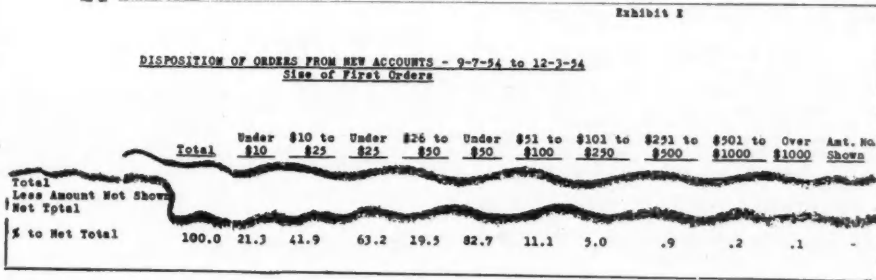 Exhibit E
DISPOSITION OF ORDERS FROM NEW ACCOUNTS - 9-7-54 to 12-3-54
Size of First Orders
Under $10 to Under $26 to Under $51 to $101 to $251 to $501 to Over Amt. No
Total $10 $25 $25 $50 $50 $100 $250 $500 $1000 $1000 Shown
Total
Less Amount Not Shown
Net Total
% to Net Total 100.0 21.3 41.9 63.2 19.5 82.7 11.1 5.0 .9 .2 .1 -